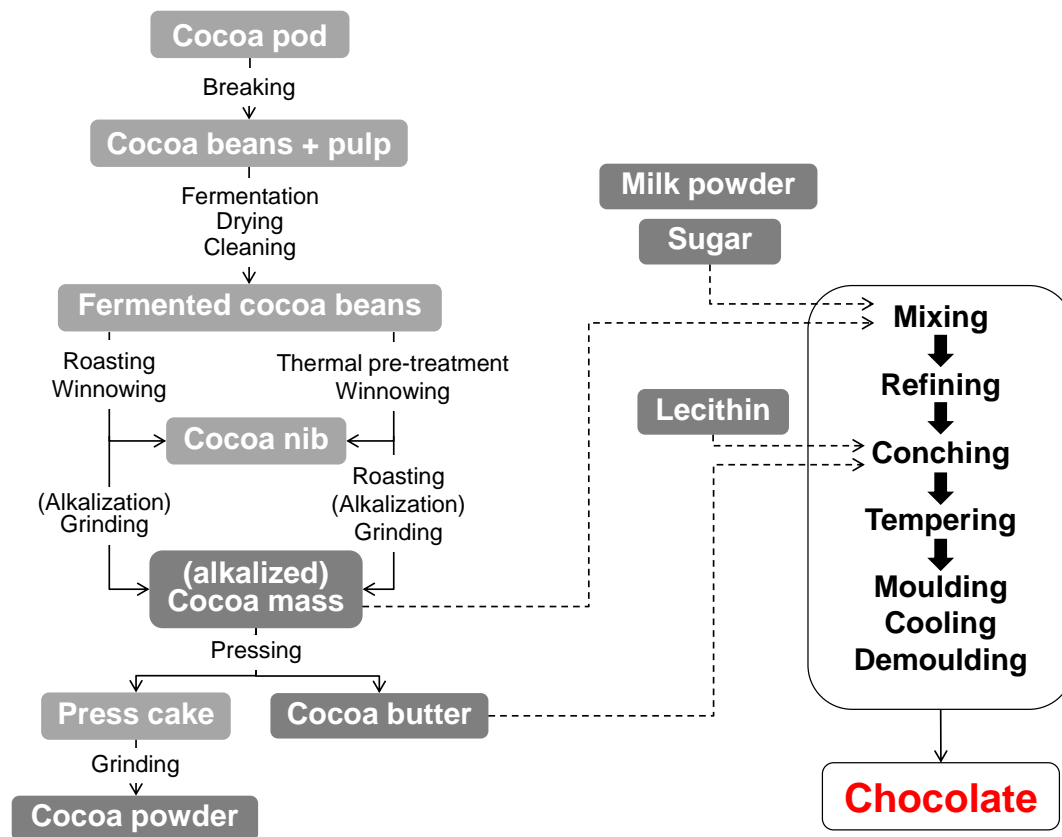 Cocoa pod
Breaking
Cocoa beans + pulp
Fermentation
Drying
Cleaning
Fermented cocoa beans
Roasting
Winnowing
Thermal pre-treatment
Winnowing
Cocoa nib
(Alkalization)
Grinding
Roasting
(Alkalization)
Grinding
(alkalized)
Cocoa mass
Pressing
Press cake
Cocoa butter
Grinding
Cocoa powder
Milk powder
Sugar
Lecithin
Mixing
Refining
Conching
Tempering
Moulding
Cooling
Demoulding
Chocolate